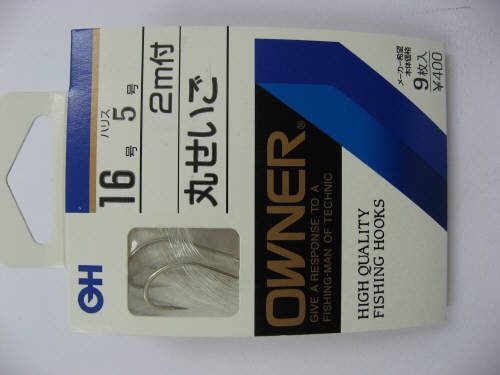 メーカー希望
本体価格
9枚入 ¥400
ハリス
16号 5号
2m付
丸せいご
OWNER®
GIVE A RESPONSE TO A
FISHING-MAN OF TECHNIC
HIGH QUALITY
FISHING HOOKS
OH